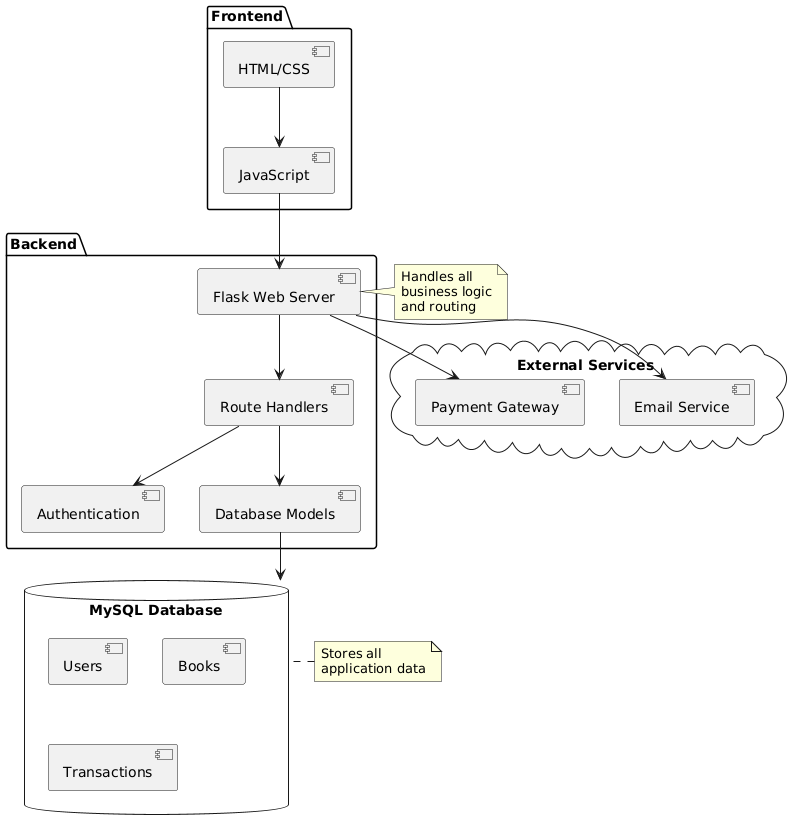 Frontend
HTML/CSS
JavaScript
Backend
Flask Web Server
Handles all
business logic
and routing
External Services
Route Handlers
Payment Gateway
Email Service
Authentication
Database Models
MySQL Database
Users
Books
Stores all
application data
Transactions